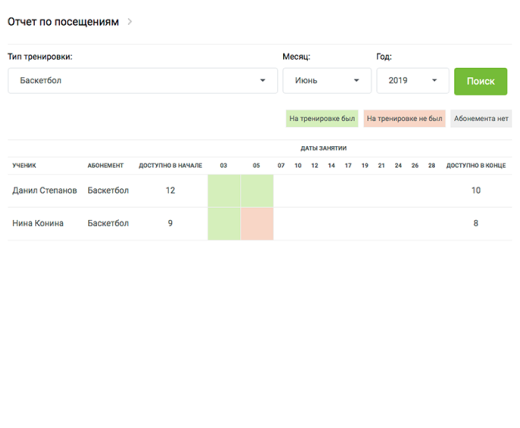 Отчет по посещениям
Тип тренировки: Месяц: Год:
Баскетбол Июнь 2019 Поиск
На тренировке был На тренировке не был Абонемента нет
ДАТЫ ЗАНЯТИИ
УЧЕНИК АБОНЕМЕНТ ДОСТУПНО В НАЧАЛЕ 03 05 07 10 12 14 17 19 21 24 26 28 ДОСТУПНО В КОНЦЕ
Данил Степанов Баскетбол 12 10
Нина Конина Баскетбол 9 8